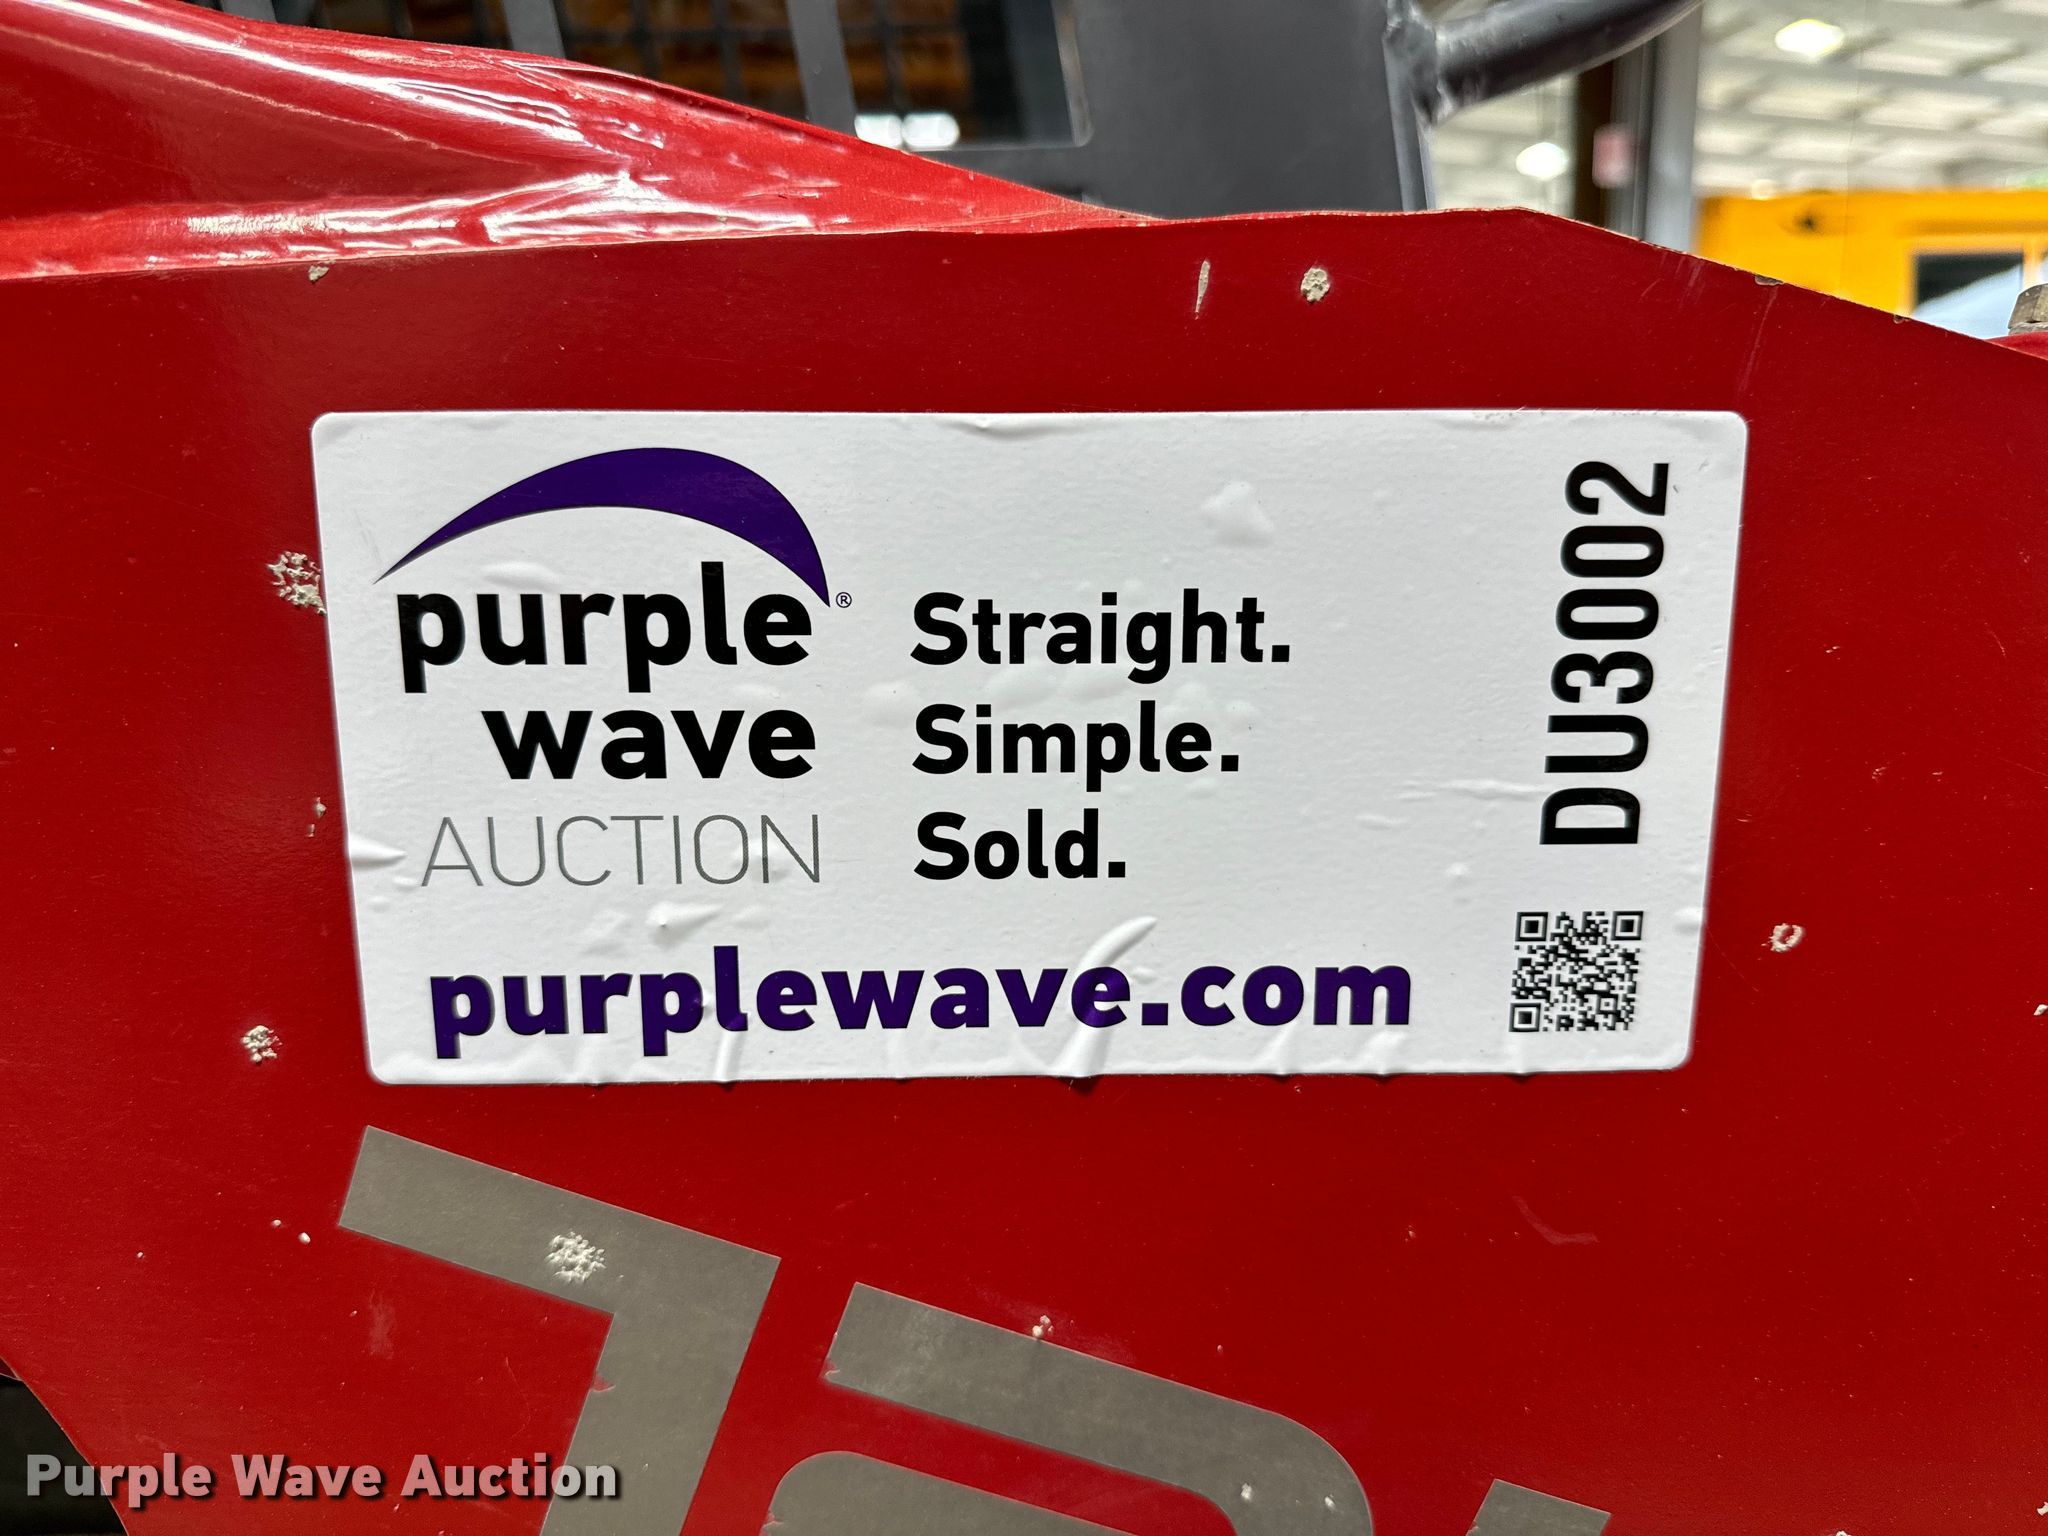 purple®
wave
AUCTION
Straight.
Simple.
Sold.
purplewave.com
DU3002
Purple Wave Auction